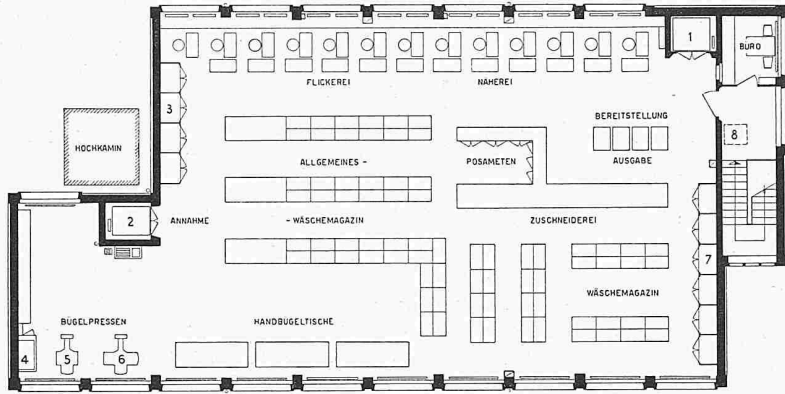 1
BÜRO
FLICKEREI
NÄHEREI
3
BEREITSTELLUNG
8
HOCHKAMIN
ALLGEMEINES -
POSAMETEN
AUSGABE
2
ANNAHME
- WÄSCHEMAGAZIN
ZUSCHNEIDEREI
7
WÄSCHEMAGAZIN
BÜGELPRESSEN
HANDBÜGELTISCHE
4
5
6